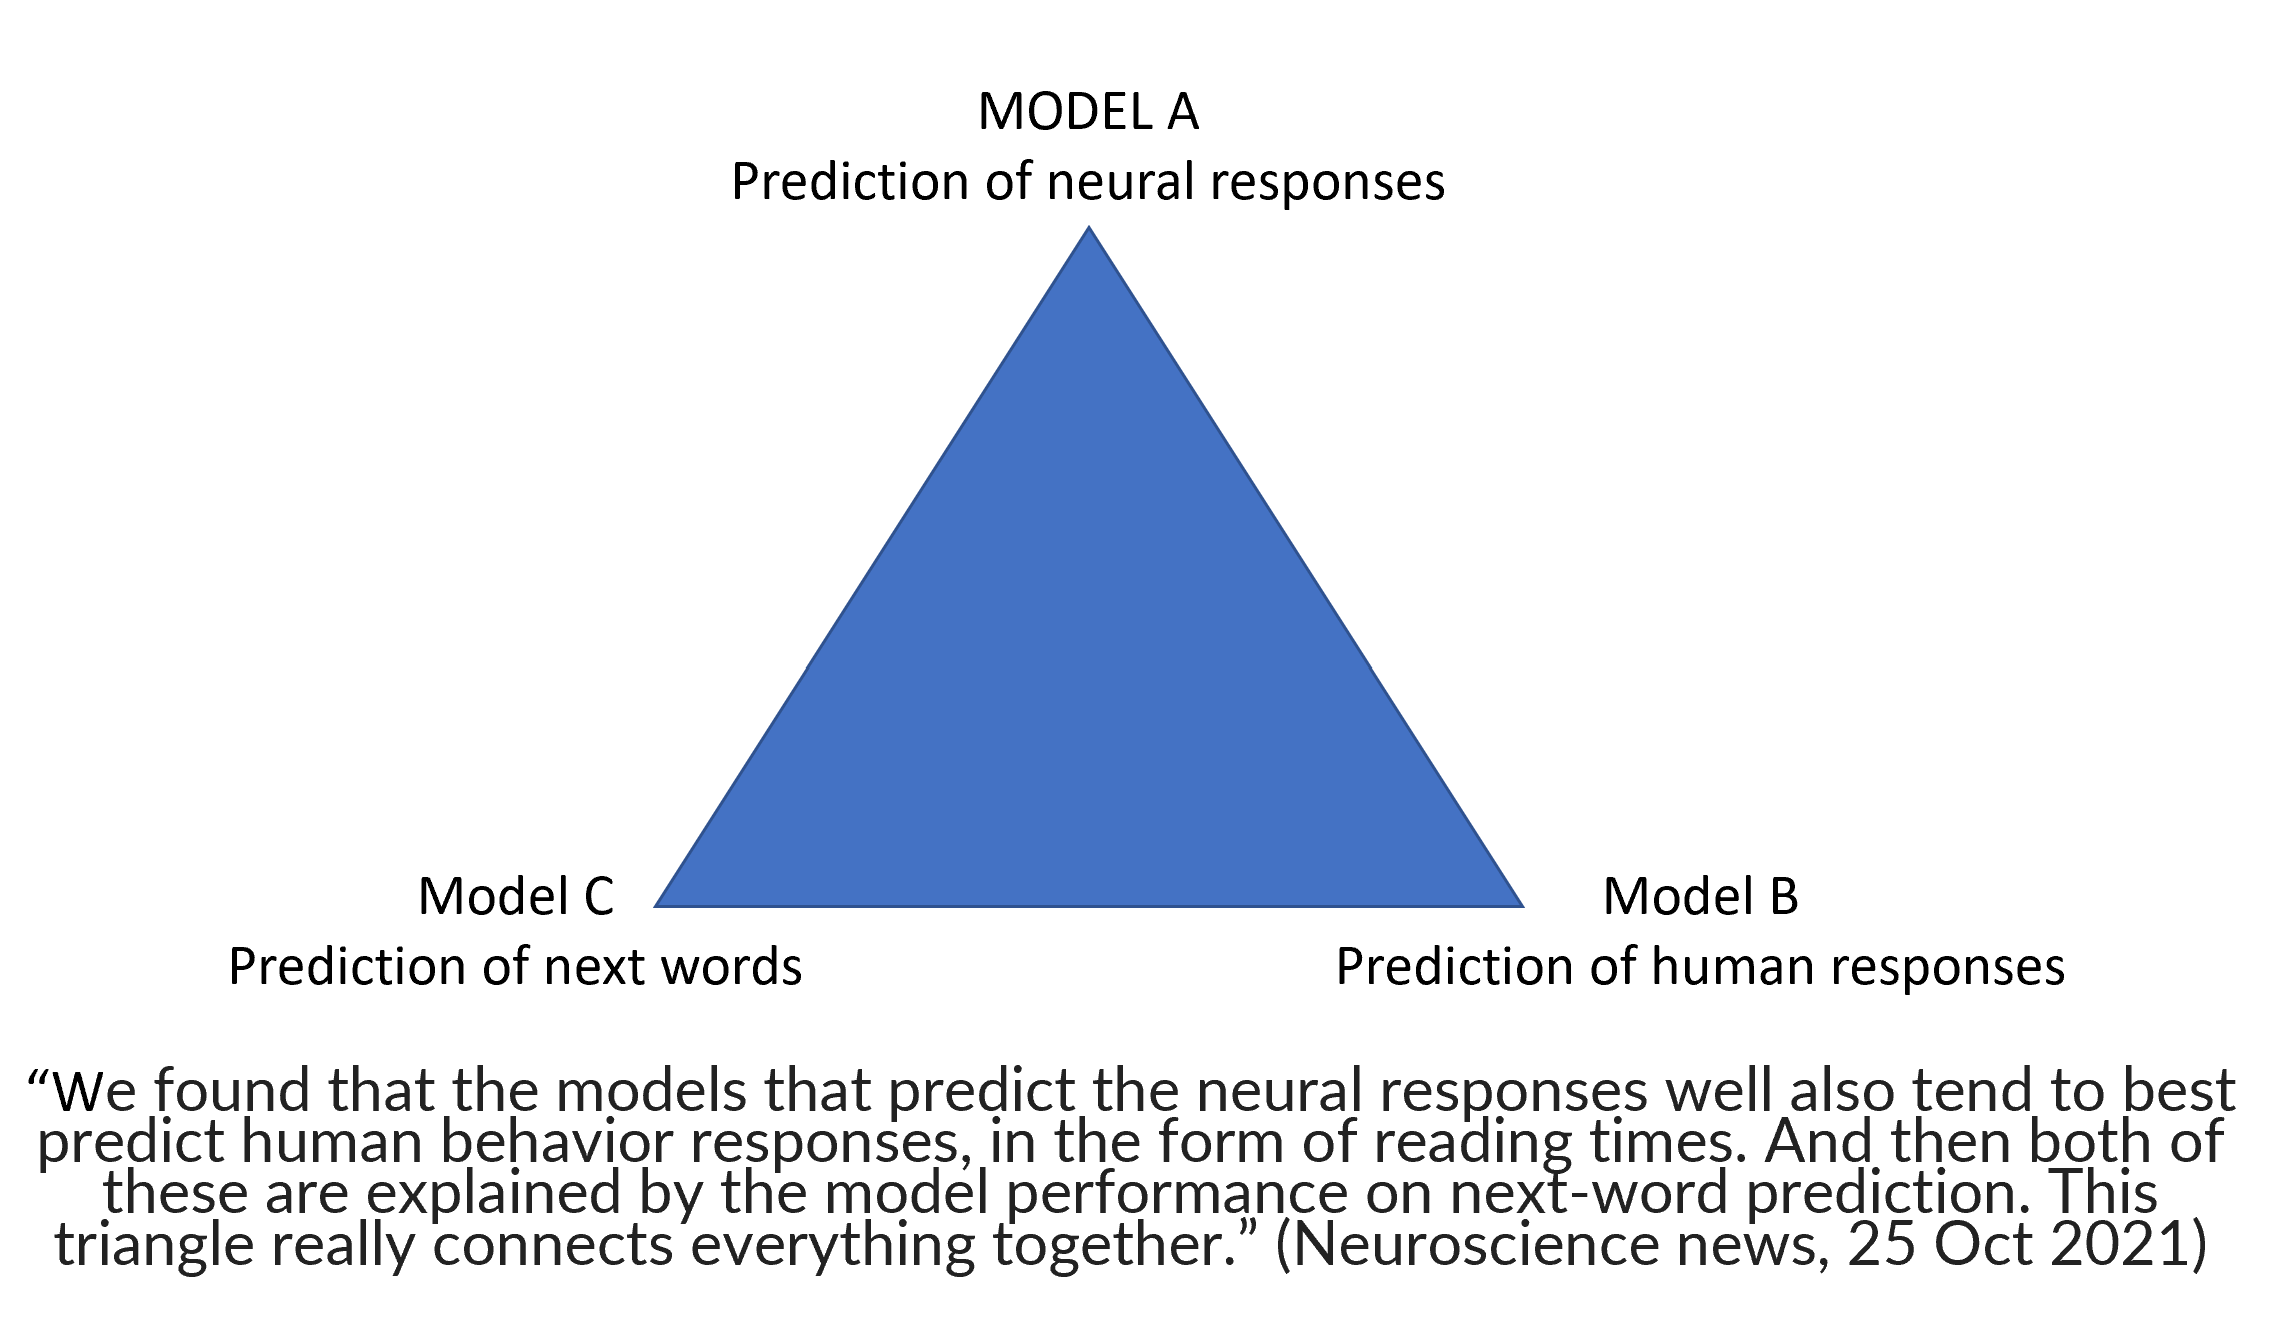 MODEL A
Prediction of neural responses
Model C
Prediction of next words
Model B
Prediction of human responses
“We found that the models that predict the neural responses well also tend to best
predict human behavior responses, in the form of reading times. And then both of
these are explained by the model performance on next-word prediction. This
triangle really connects everything together.” (Neuroscience news, 25 Oct 2021)